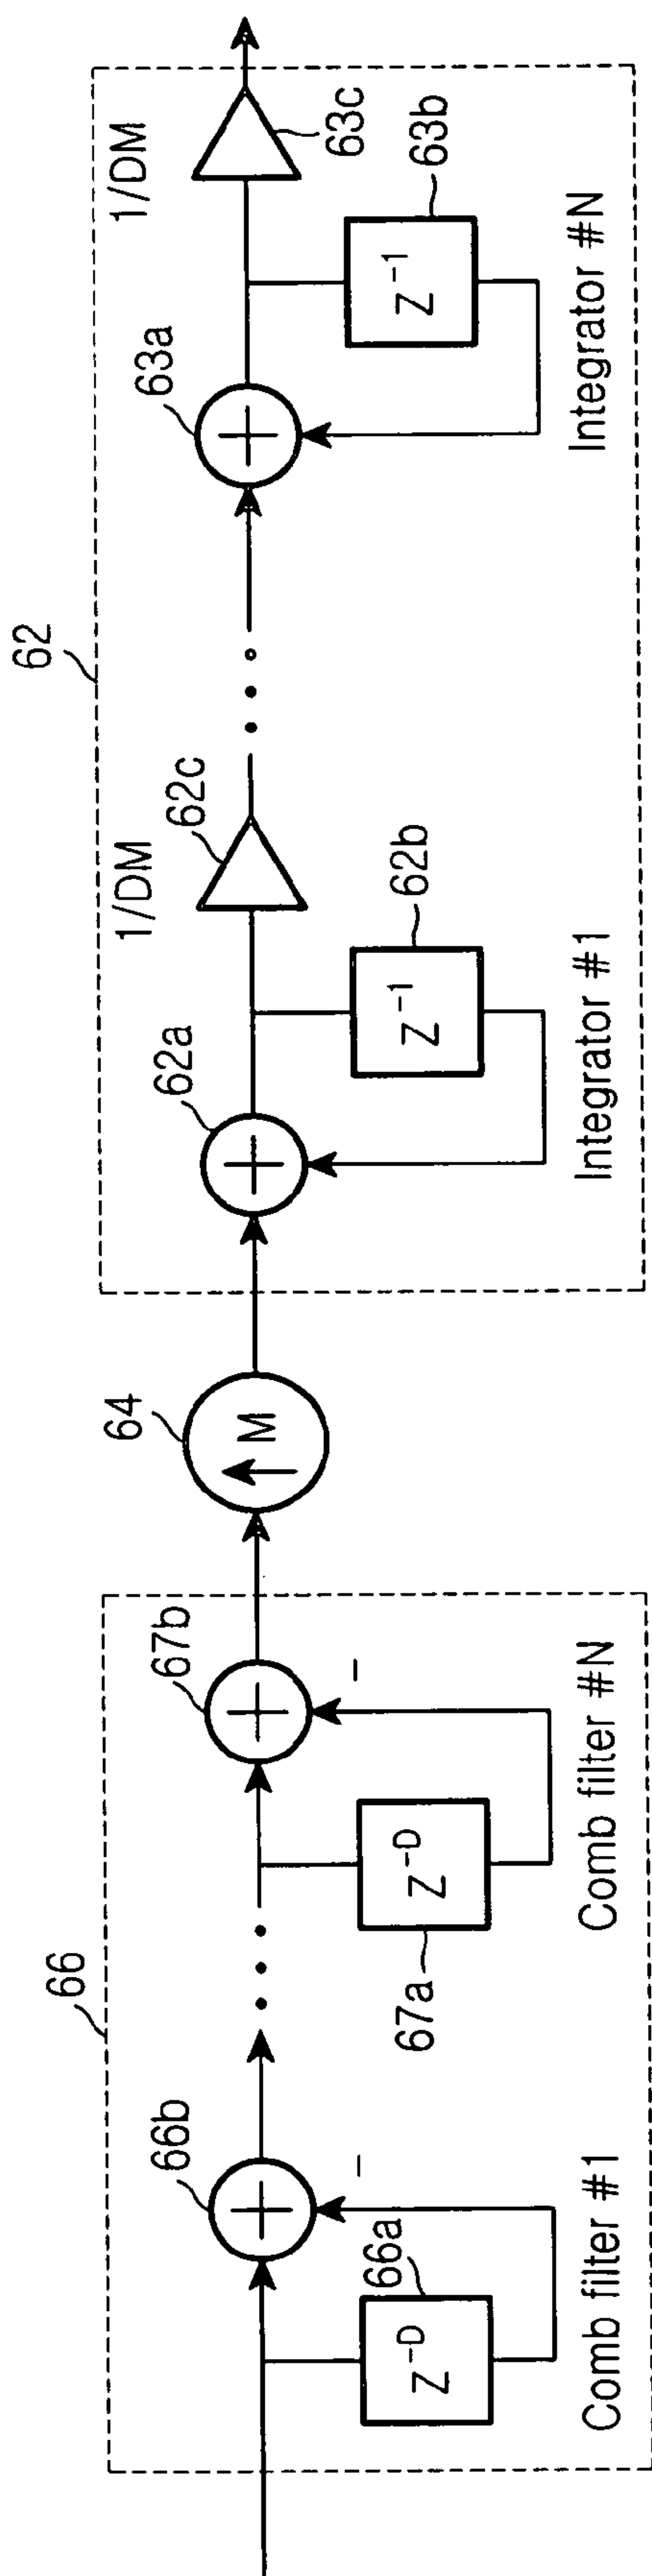 66
66b
66a
Z⁻ᴰ
Comb filter #1
67b
67a
Z⁻ᴰ
Comb filter #N
–
–
64
M
62
62a
62b
Z⁻¹
1/DM
62c
Integrator #1
63a
63b
Z⁻¹
1/DM
63c
Integrator #N